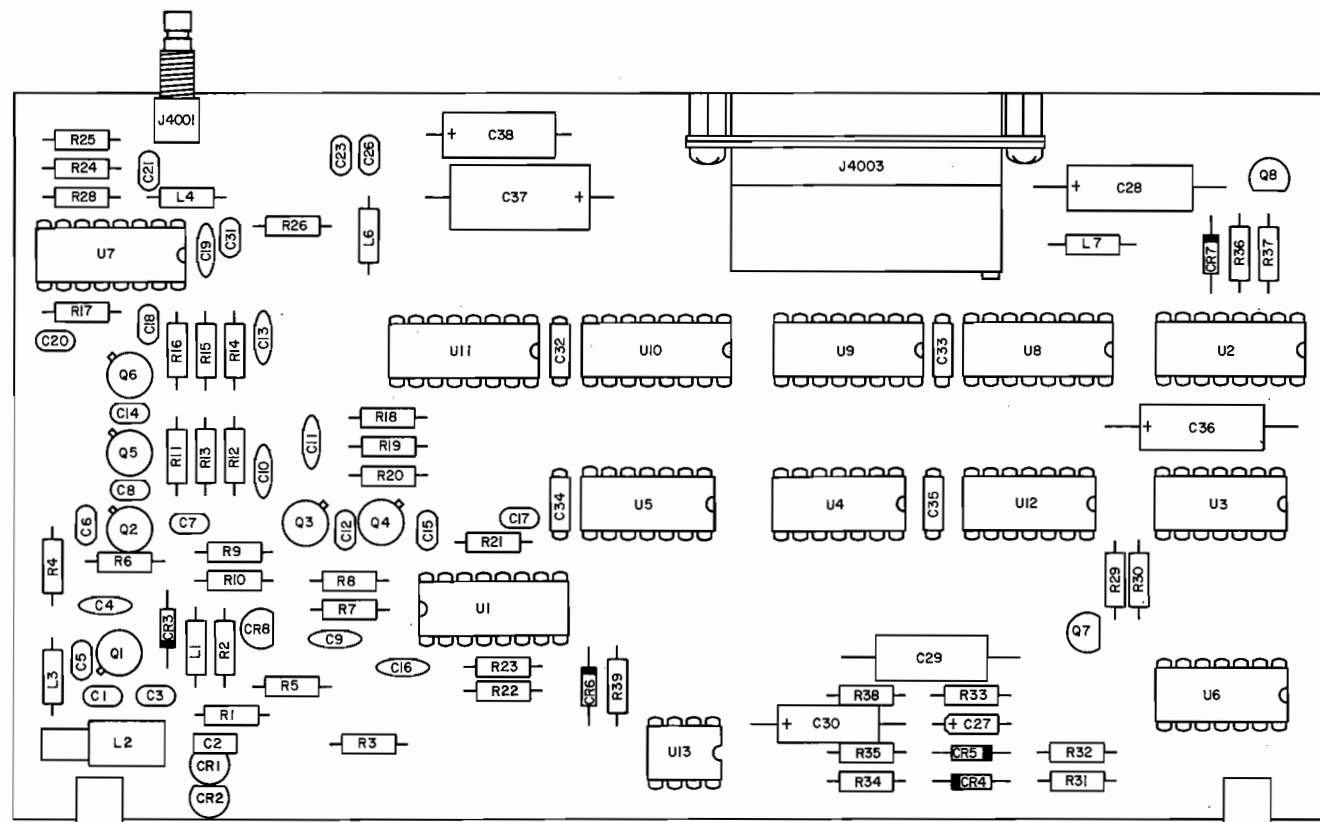 J4001
R25
C38
C23
C26
R24
C21
J4003
Q8
R28
L4
C37
+
C28
+
+
U7
C19
C31
R26
L6
L7
CR7
R36
R37
R17
C20
C18
R16
R15
R14
C13
U11
C32
U10
U9
C33
U8
U2
Q6
C14
R18
C36
+
Q5
R11
R13
R12
C10
C11
R19
R20
C8
C6
Q2
C7
Q3
C12
Q4
C15
C17
C34
U5
U4
C35
U12
U3
R21
R4
R6
R9
R10
R8
R7
U1
R29
R30
C4
CR3
L1
R2
CR8
C9
Q7
L3
C5
Q1
C16
R23
R22
CR6
R39
C29
C1
C3
R5
R38
R33
U6
R1
L2
C2
R3
U13
+
C30
+
C27
CR1
R35
CR5
R32
CR2
R34
CR4
R31